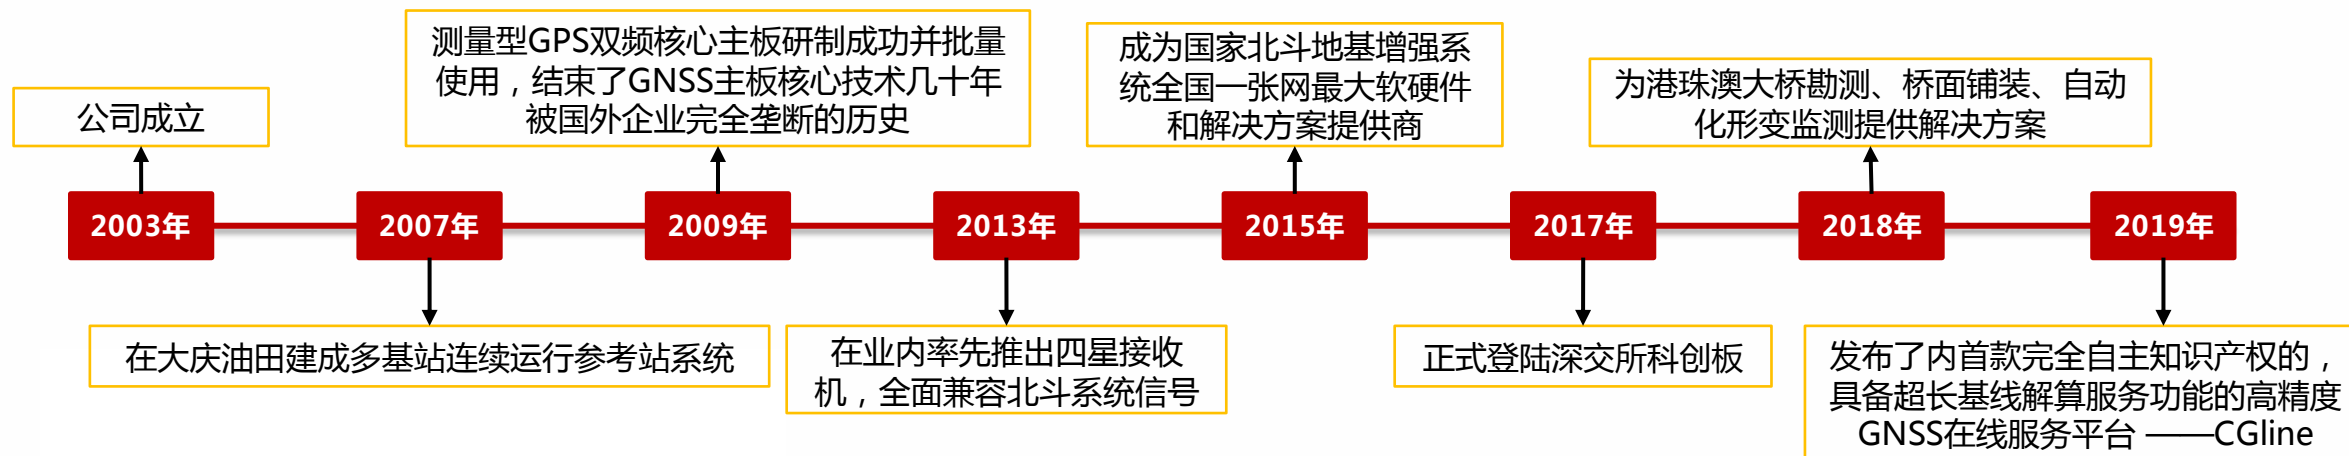 测量型GPS双频核心主板研制成功并批量
使用，结束了GNSS主板核心技术几十年
被国外企业完全垄断的历史
成为国家北斗地基增强系
统全国一张网最大软硬件
和解决方案提供商
为港珠澳大桥勘测、桥面铺装、自动
化形变监测提供解决方案
公司成立
2003年
2007年
2009年
2013年
2015年
2017年
2018年
2019年
在大庆油田建成多基站连续运行参考站系统
在业内率先推出四星接收
机，全面兼容北斗系统信号
正式登陆深交所科创板
发布了内首款完全自主知识产权的，
具备超长基线解算服务功能的高精度
GNSS在线服务平台 ——CGline